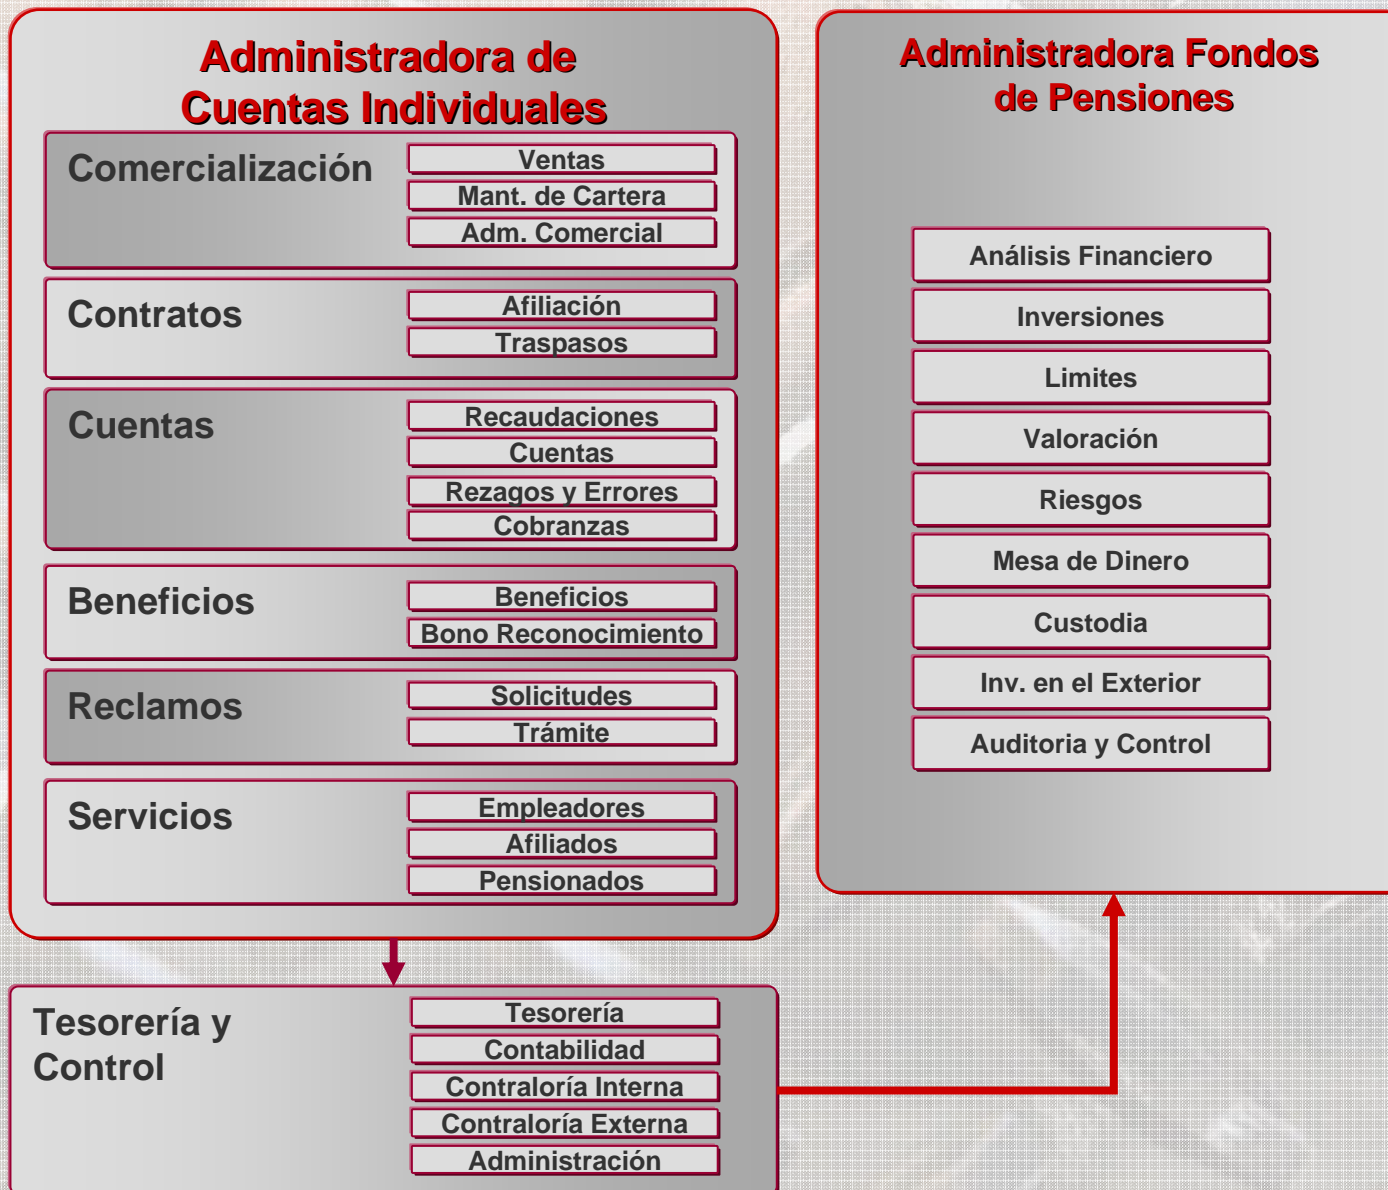 Administradora de
Cuentas Individuales
Comercialización
Ventas
Mant. de Cartera
Adm. Comercial
Contratos
Afiliación
Traspasos
Cuentas
Recaudaciones
Cuentas
Rezagos y Errores
Cobranzas
Beneficios
Beneficios
Bono Reconocimiento
Reclamos
Solicitudes
Trámite
Servicios
Empleadores
Afiliados
Pensionados
Tesorería y
Control
Tesorería
Contabilidad
Contraloría Interna
Contraloría Externa
Administración
Administradora Fondos
de Pensiones
Análisis Financiero
Inversiones
Limites
Valoración
Riesgos
Mesa de Dinero
Custodia
Inv. en el Exterior
Auditoria y Control